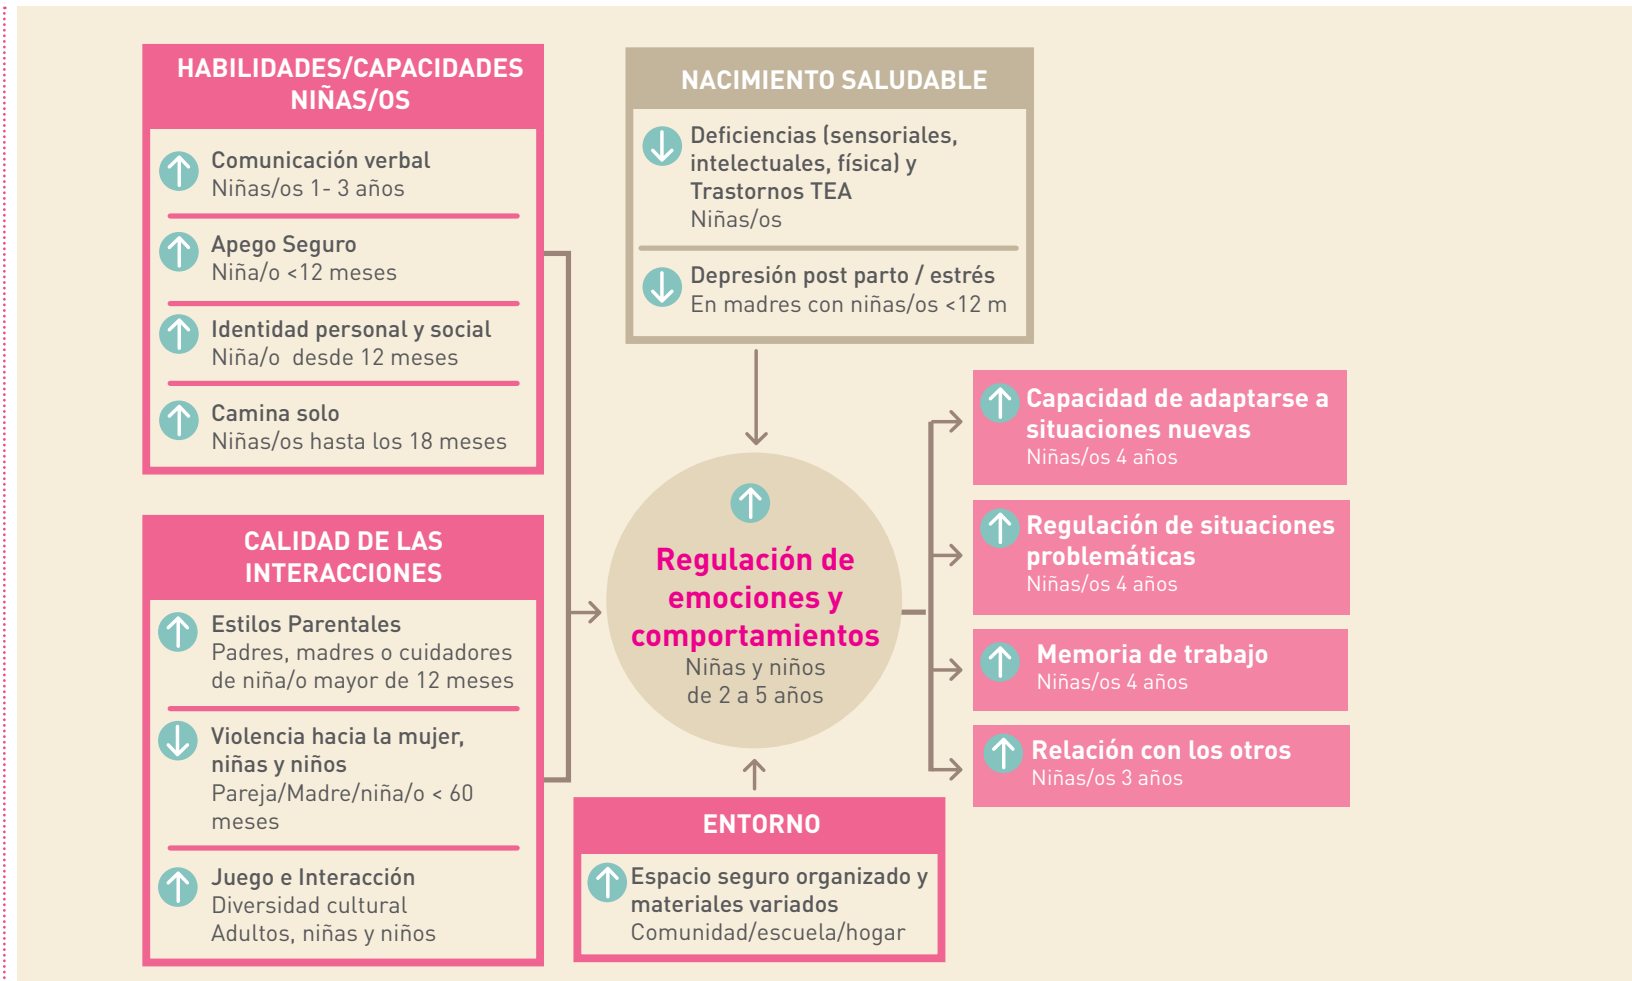 HABILIDADES/CAPACIDADES
NIÑAS/OS
Comunicación verbal
Niñas/os 1- 3 años
Apego Seguro
Niña/o <12 meses
Identidad personal y social
Niña/o desde 12 meses
Camina solo
Niñas/os hasta los 18 meses
CALIDAD DE LAS
INTERACCIONES
Estilos Parentales
Padres, madres o cuidadores
de niña/o mayor de 12 meses
Violencia hacia la mujer,
niñas y niños
Pareja/Madre/niña/o < 60
meses
Juego e Interacción
Diversidad cultural
Adultos, niñas y niños
NACIMIENTO SALUDABLE
Deficiencias (sensoriales,
intelectuales, física) y
Trastornos TEA
Niñas/os
Depresión post parto / estrés
En madres con niñas/os <12 m
Regulación de
emociones y
comportamientos
Niñas y niños
de 2 a 5 años
ENTORNO
Espacio seguro organizado y
materiales variados
Comunidad/escuela/hogar
Capacidad de adaptarse a
situaciones nuevas
Niñas/os 4 años
Regulación de situaciones
problemáticas
Niñas/os 4 años
Memoria de trabajo
Niñas/os 4 años
Relación con los otros
Niñas/os 3 años